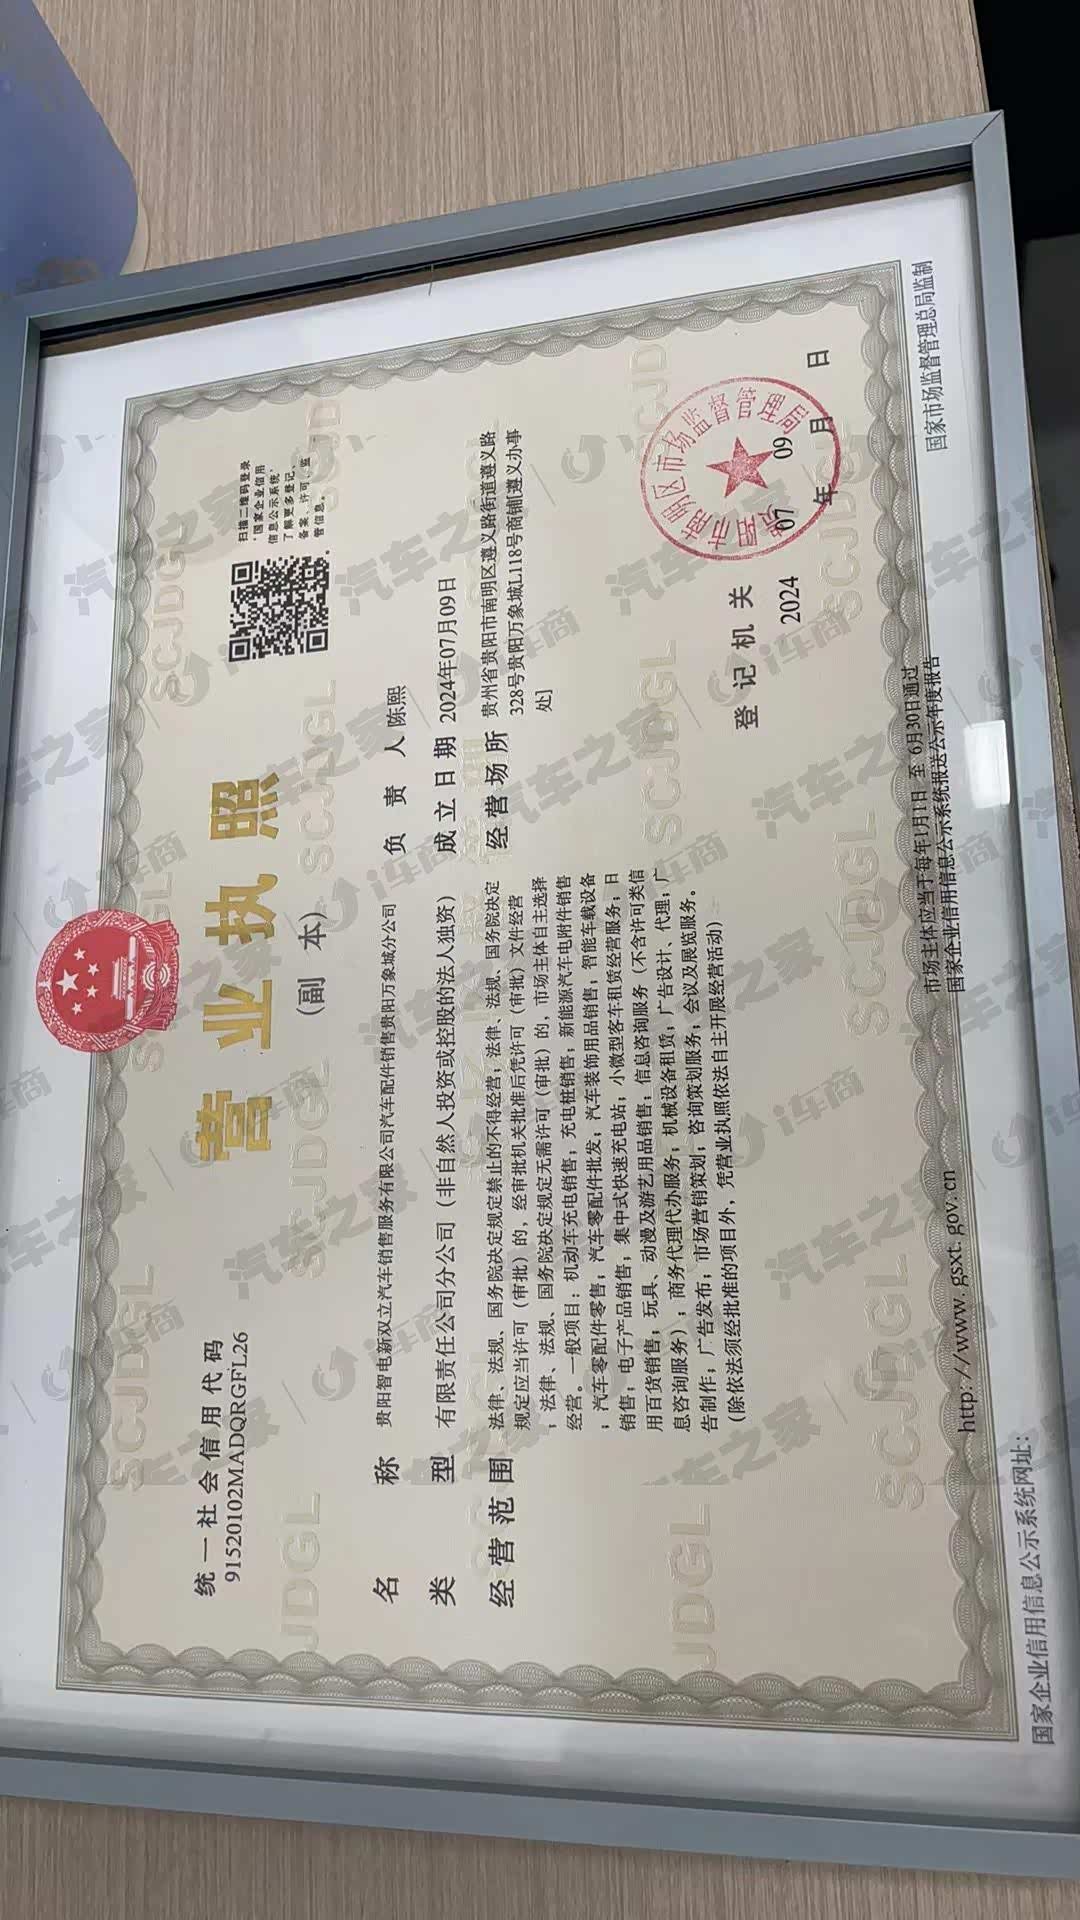 统一社会信用代码
91520102MADQRGFL26
营业执照
（副 本）
扫描二维码登录
‘国家企业信用
信息公示系统’
了解更多登记、
备案、许可、监
管信息。
名 称 贵阳智电新双立汽车销售服务有限公司汽车配件销售贵阳万象城分公司
类 型 有限责任公司分公司（非自然人投资或控股的法人独资）
经营范围 法律、法规、国务院决定规定禁止的不得经营；法律、法规、国务院决定
规定应当许可（审批）的，经审批机关批准后凭许可（审批）文件经营
；法律、法规、国务院决定规定无需许可（审批）的，市场主体自主选择
经营。一般项目：机动车充电销售；充电桩销售；新能源汽车电附件销售
；汽车零配件零售；汽车零配件批发；汽车装饰用品销售；智能车载设备
销售；电子产品销售；集中式快速充电站；小微型客车租赁经营服务；日
用百货销售；玩具、动漫及游艺用品销售；信息咨询服务（不含许可类信
息咨询服务）；商务代理代办服务；机械设备租赁；广告设计、代理；广
告制作；广告发布；市场营销策划；咨询策划服务；会议及展览服务。
（除依法须经批准的项目外，凭营业执照依法自主开展经营活动）
负 责 人 陈熙
成立日期 2024年07月09日
经营场所 贵州省贵阳市南明区遵义路街道遵义路
328号贵阳万象城L118号商铺[遵义办事
处]
登记机关
2024 年 07 月 09 日
贵阳市南明区市场监督管理局
国家企业信用信息公示系统网址：
http://www.gsxt.gov.cn
市场主体应当于每年1月1日 至 6月30日通过
国家企业信用信息公示系统报送公示年度报告
国家市场监督管理总局监制
SCJDGL
汽车之家 | i车商